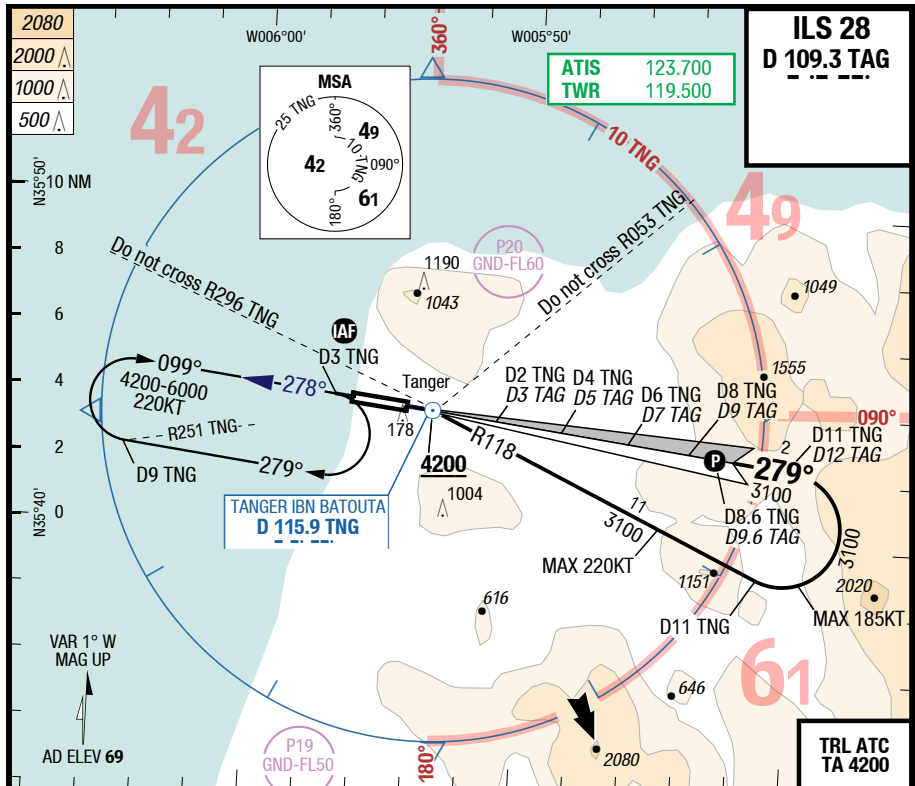 2080
2000
1000
500
W006°00'
W005°50'
ILS 28
D 109.3 TAG
ATIS 123.700
TWR 119.500
360°
MSA
25 TNG
360°
49
10 TNG
42
090°
180°
61
42
10 TNG
49
N35°50'
10 NM
8
6
4
2
0
N35°40'
Do not cross R296 TNG
Do not cross R053 TNG
P20
GND-FL60
1190
1043
1049
1555
IAF
D3 TNG
099°
278°
4200-6000
220KT
R251 TNG
279°
D9 TNG
Tanger
178
D2 TNG
D3 TAG
D4 TNG
D5 TAG
D6 TNG
D7 TAG
D8 TNG
D9 TAG
090°
D11 TNG
D12 TAG
2
P
279°
3100
D8.6 TNG
D9.6 TAG
R118
4200
1004
TANGER IBN BATOUTA
D 115.9 TNG
11
3100
3100
MAX 220KT
1151
2020
MAX 185KT
D11 TNG
616
646
61
VAR 1° W
MAG UP
AD ELEV 69
P19
GND-FL50
180°
2080
TRL ATC
TA 4200